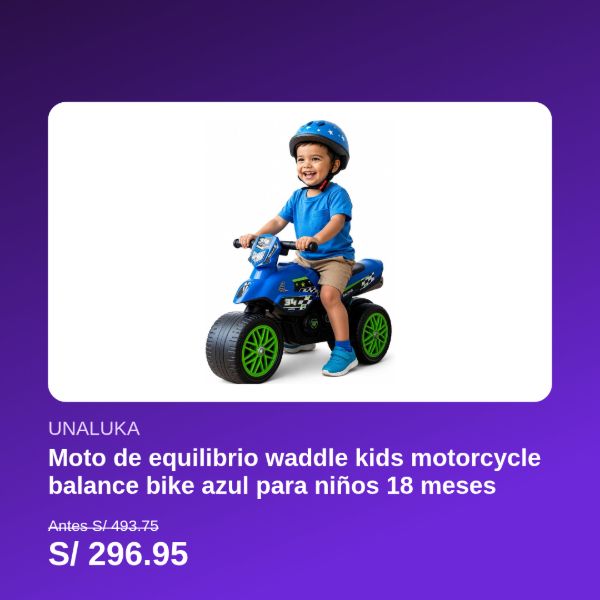 34
UNALUKA
Moto de equilibrio waddle kids motorcycle
balance bike azul para niños 18 meses
Antes S/ 493.75
S/ 296.95